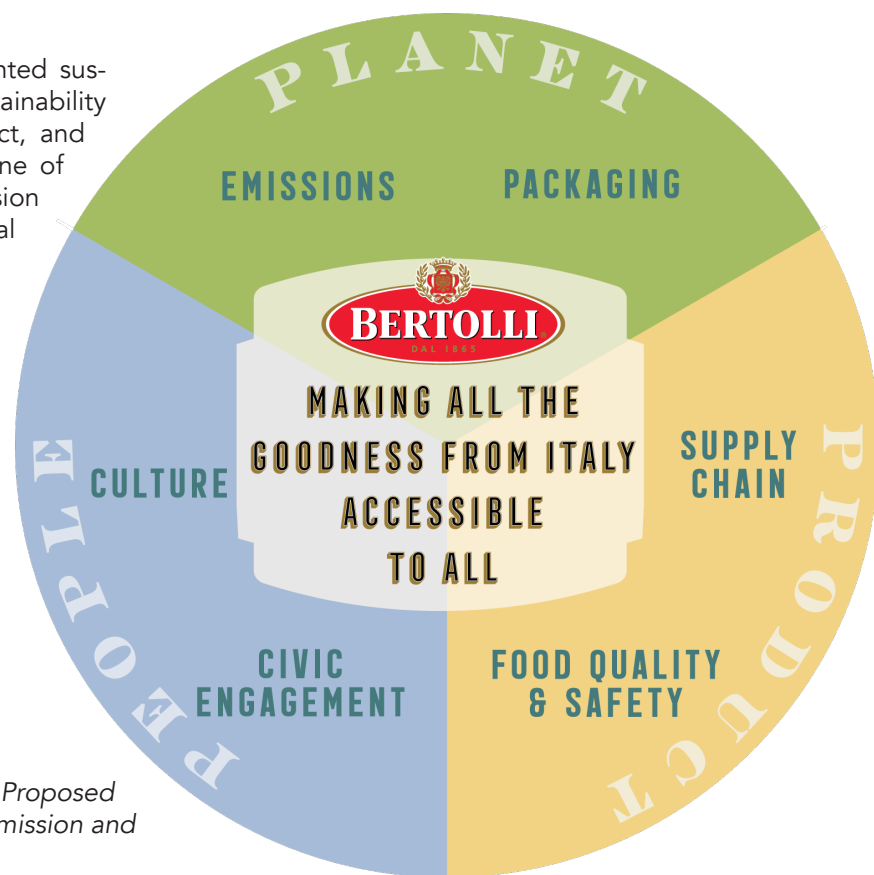 nted sus-
ainability
ct, and
ne of
sion
al
PLANET
EMISSIONS
PACKAGING
BERTOLLI
DAL 1865
MAKING ALL THE
GOODNESS FROM ITALY
ACCESSIBLE
TO ALL
PEOPLE
CULTURE
CIVIC
ENGAGEMENT
PRODUCT
SUPPLY
CHAIN
FOOD QUALITY
& SAFETY
Proposed
mission and